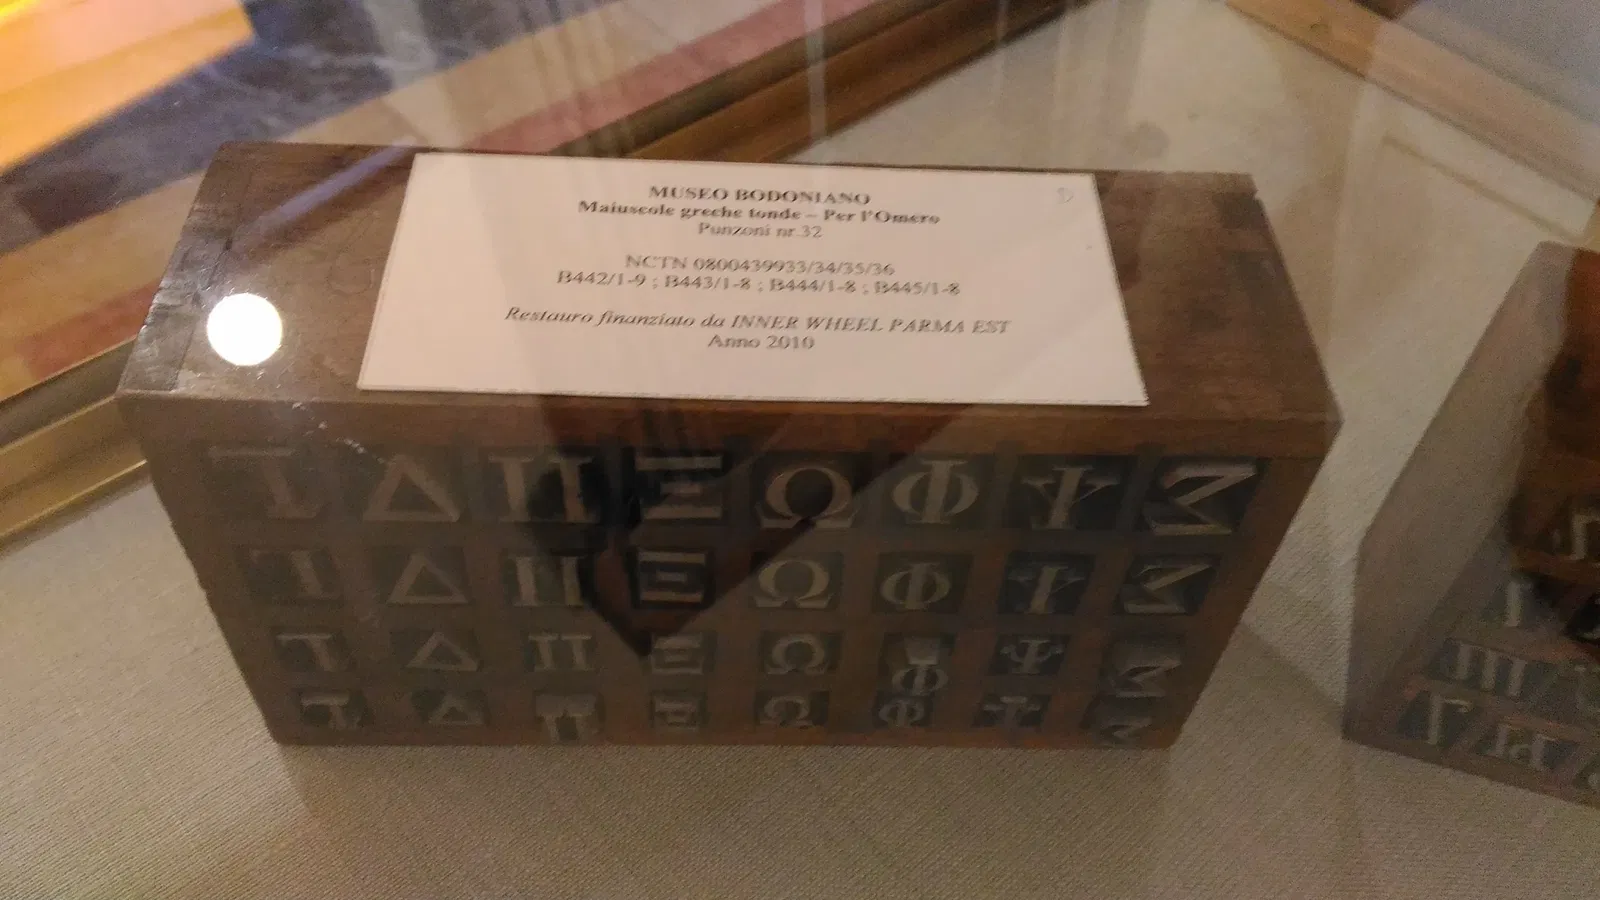 MUSEO BODONIANO
Maiuscole greche tonde – Per l'Omero
Punzoni nr.32
NCTN 0800439933/34/35/36
B442/1-9 ; B443/1-8 ; B444/1-8 ; B445/1-8
Restauro finanziato da INNER WHEEL PARMA EST
Anno 2010
Γ Δ Π Ξ Ω Φ Ψ Σ
Γ Δ Π Ξ Ω Φ Ψ Σ
Γ Δ Π Ξ Ω Φ Ψ Σ
Γ Δ Π Ξ Ω Φ Ψ Σ